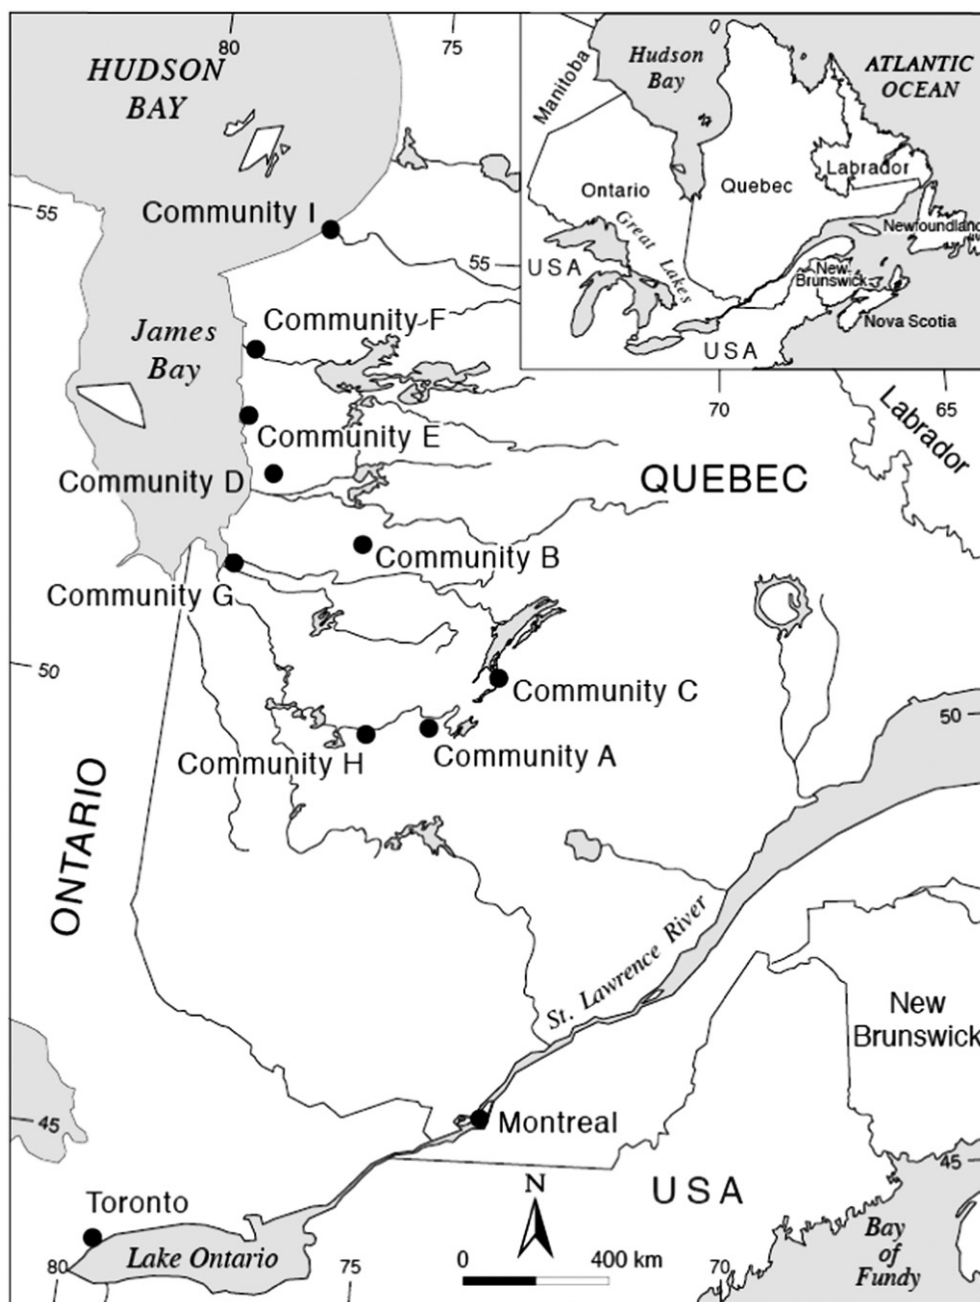 80
75
HUDSON
BAY
Hudson
Bay
ATLANTIC
OCEAN
Manitoba
Labrador
Ontario
Quebec
Great
Lakes
Newfoundland
USA
New
Brunswick
Nova Scotia
USA
55
Community I
55
Community F
James
Bay
70
65
Community E
Labrador
Community D
QUEBEC
Community B
Community G
50
Community C
50
Community H
Community A
ONTARIO
St. Lawrence River
New
Brunswick
45
Montreal
45
Toronto
USA
N
Lake Ontario
Bay
of
Fundy
80
75
0
400 km
70